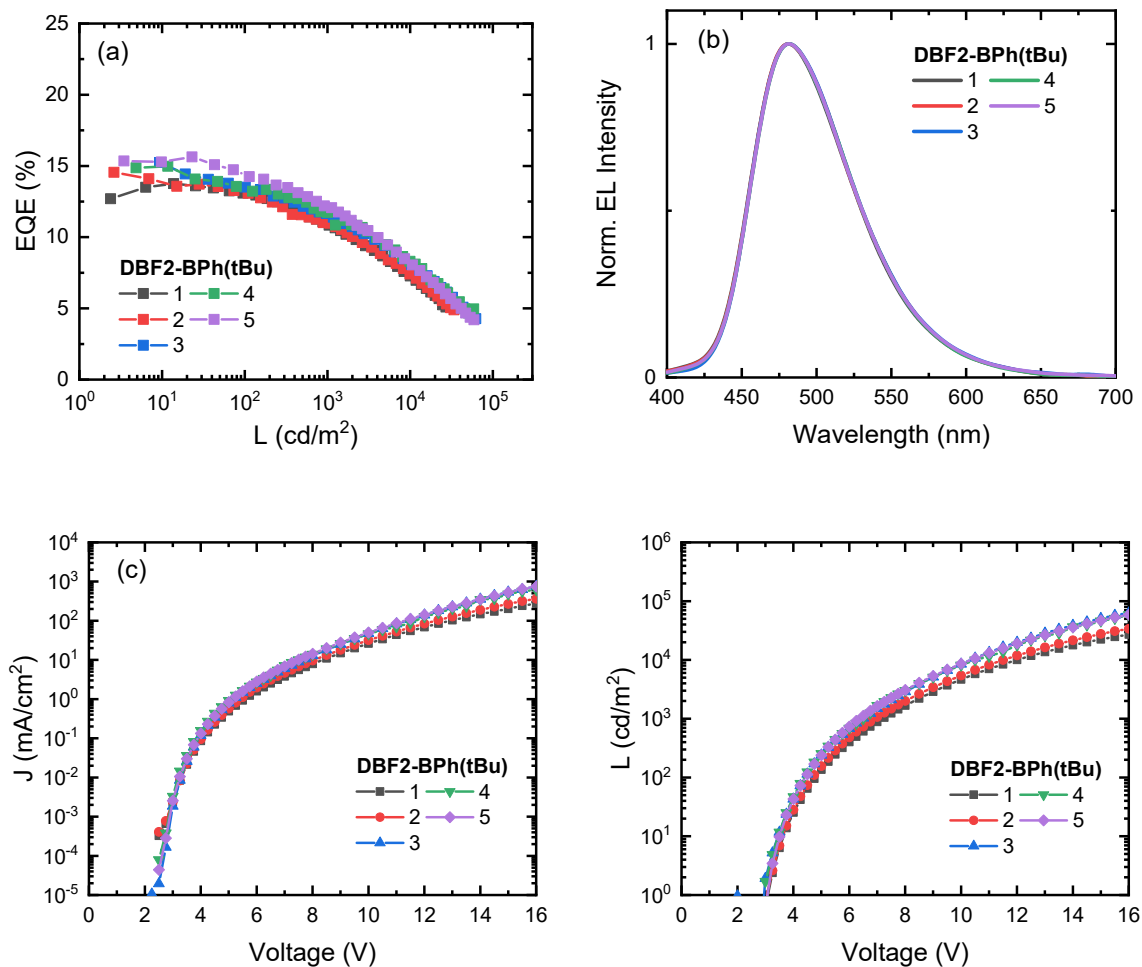 (a)
EQE (%)
25
20
15
10
5
0
DBF2-BPh(tBu)
1 4
2 5
3
10^0 10^1 10^2 10^3 10^4 10^5
L (cd/m^2)
(b)
Norm. EL Intensity
1
0
DBF2-BPh(tBu)
1 4
2 5
3
400 450 500 550 600 650 700
Wavelength (nm)
(c)
J (mA/cm^2)
10^4
10^3
10^2
10^1
10^0
10^-1
10^-2
10^-3
10^-4
10^-5
DBF2-BPh(tBu)
1 4
2 5
3
0 2 4 6 8 10 12 14 16
Voltage (V)
L (cd/m^2)
10^6
10^5
10^4
10^3
10^2
10^1
10^0
DBF2-BPh(tBu)
1 4
2 5
3
0 2 4 6 8 10 12 14 16
Voltage (V)